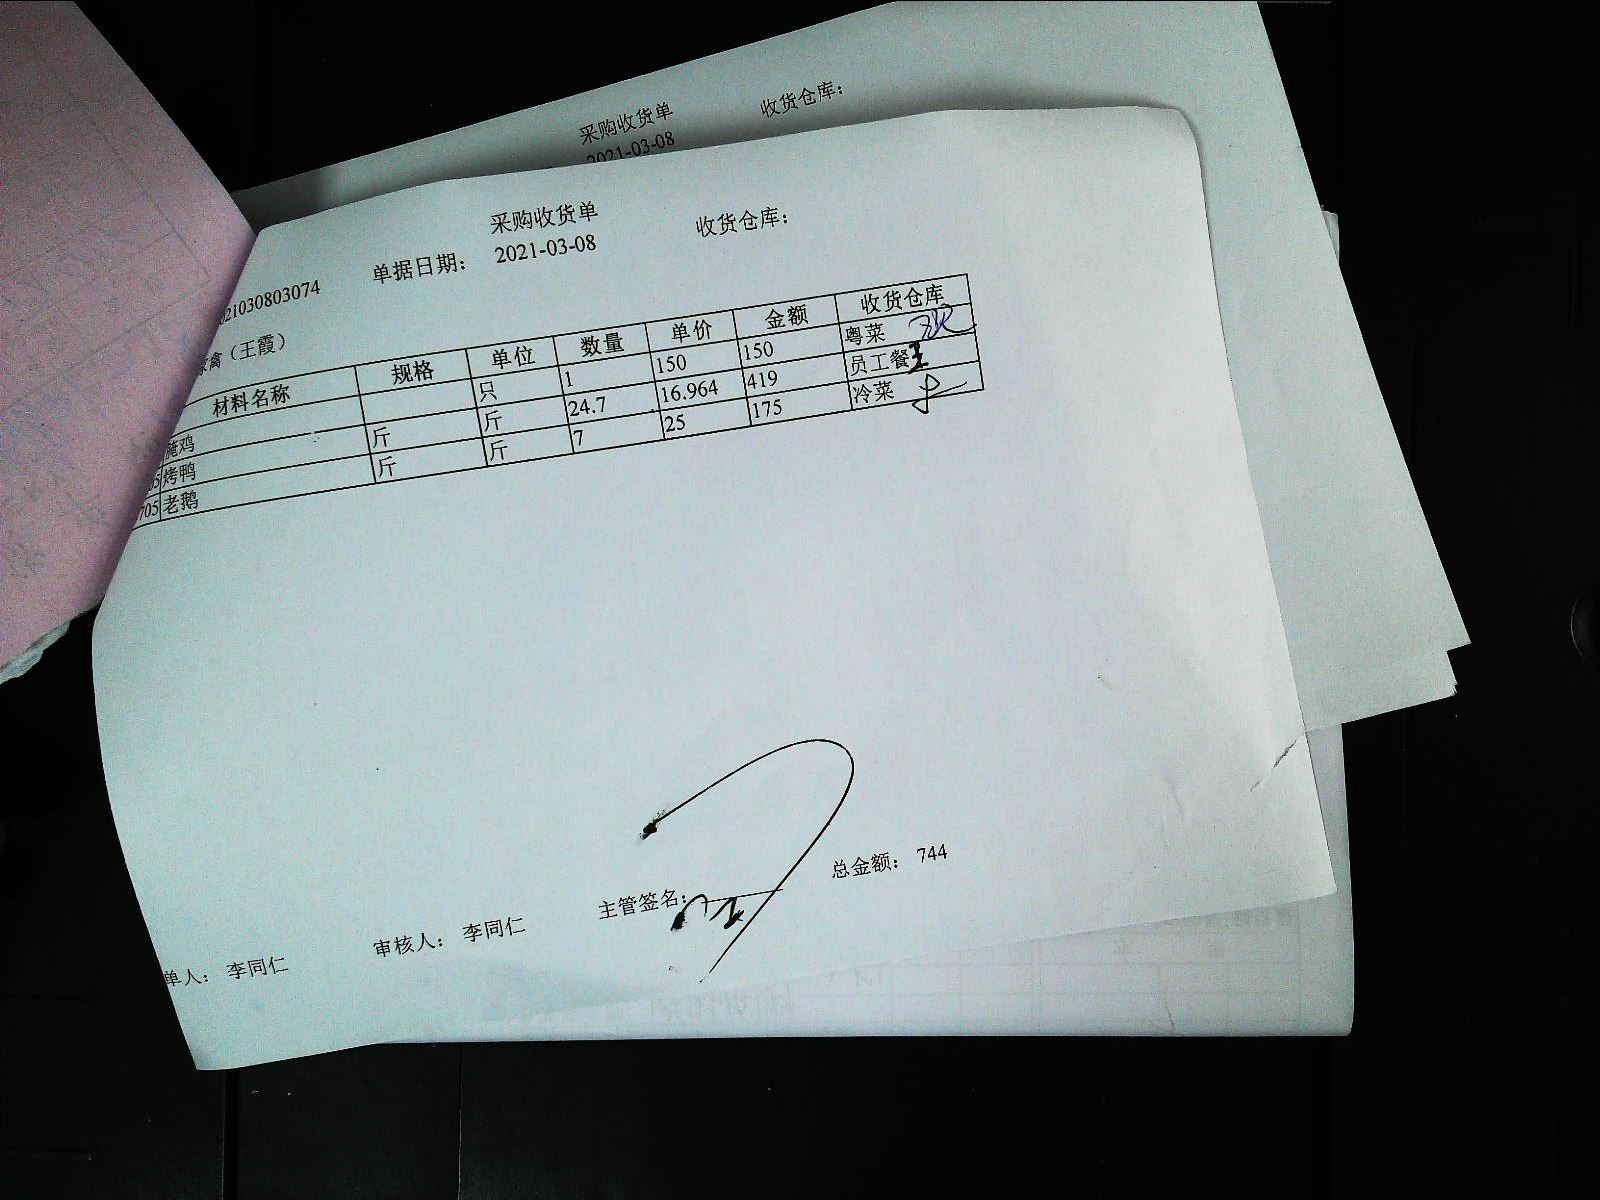 采购收货单 收货仓库：
2021-03-08
采购收货单 收货仓库：
单据日期： 2021-03-08
21030803074
禽（王霞）
材料名称 规格 单位 数量 单价 金额 收货仓库
腌鸡 只 1 150 150 粤菜
05 烤鸭 斤 斤 24.7 16.964 419 员工餐 王
705 老鹅 斤 斤 7 25 175 冷菜
主管签名： 总金额： 744
单人： 李同仁 审核人： 李同仁